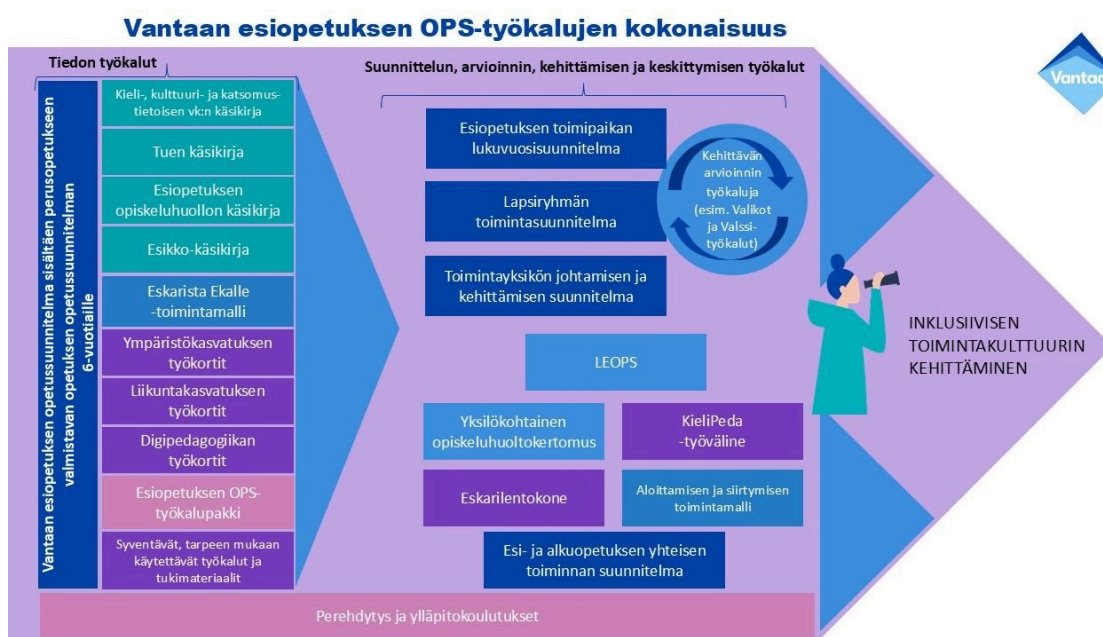 Vantaan esiopetuksen OPS-työkalujen kokonaisuus
Vantaa
Tiedon työkalut
Vantaan esiopetuksen opetussuunnitelma sisältäen perusopetukseen
valmistavan opetuksen opetussuunnitelman
6-vuotiaille
Kieli-, kulttuuri- ja katsomus-
tietoisen vk:n käsikirja
Tuen käsikirja
Esiopetuksen
opiskeluhuollon käsikirja
Esikko-käsikirja
Eskarista Ekalle
-toimintamalli
Ympäristökasvatuksen
työkortit
Liikuntakasvatuksen
työkortit
Digipedagogiikan
työkortit
Esiopetuksen OPS-
työkalupakki
Syventävät, tarpeen mukaan
käytettävät työkalut ja
tukimateriaalit
Suunnittelun, arvioinnin, kehittämisen ja keskittymisen työkalut
Esiopetuksen toimipaikan
lukuvuosisuunnitelma
Lapsiryhmän
toimintasuunnitelma
Toimintayksikön johtamisen ja
kehittämisen suunnitelma
Kehittävän
arvioinnin
työkaluja
(esim. Valikot
ja Valssi-
työkalut)
LEOPS
Yksilökohtainen
opiskeluhuoltokertomus
KieliPeda
-työväline
Eskarilentokone
Aloittamisen ja siirtymisen
toimintamalli
Esi- ja alkuopetuksen yhteisen
toiminnan suunnitelma
INKLUSIIVISEN
TOIMINTAKULTTUURIN
KEHITTÄMINEN
Perehdytys ja ylläpitokoulutukset